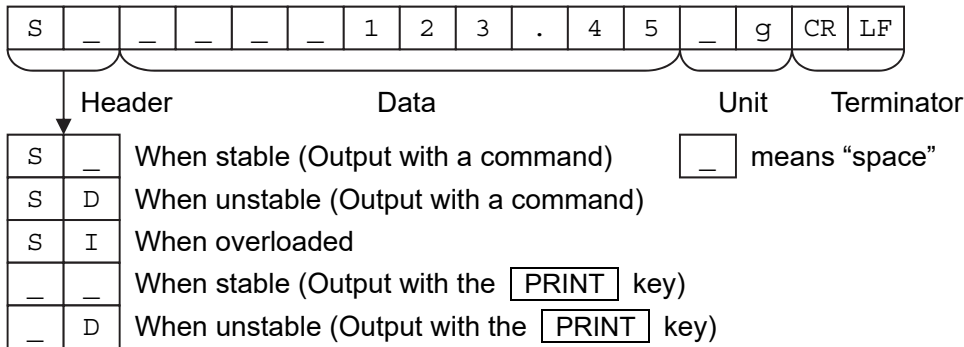 S _ _ _ _ _ 1 2 3 . 4 5 _ g CR LF
Header Data Unit Terminator
S _ When stable (Output with a command) _ means “space”
S D When unstable (Output with a command)
S I When overloaded
_ _ When stable (Output with the PRINT key)
_ D When unstable (Output with the PRINT key)